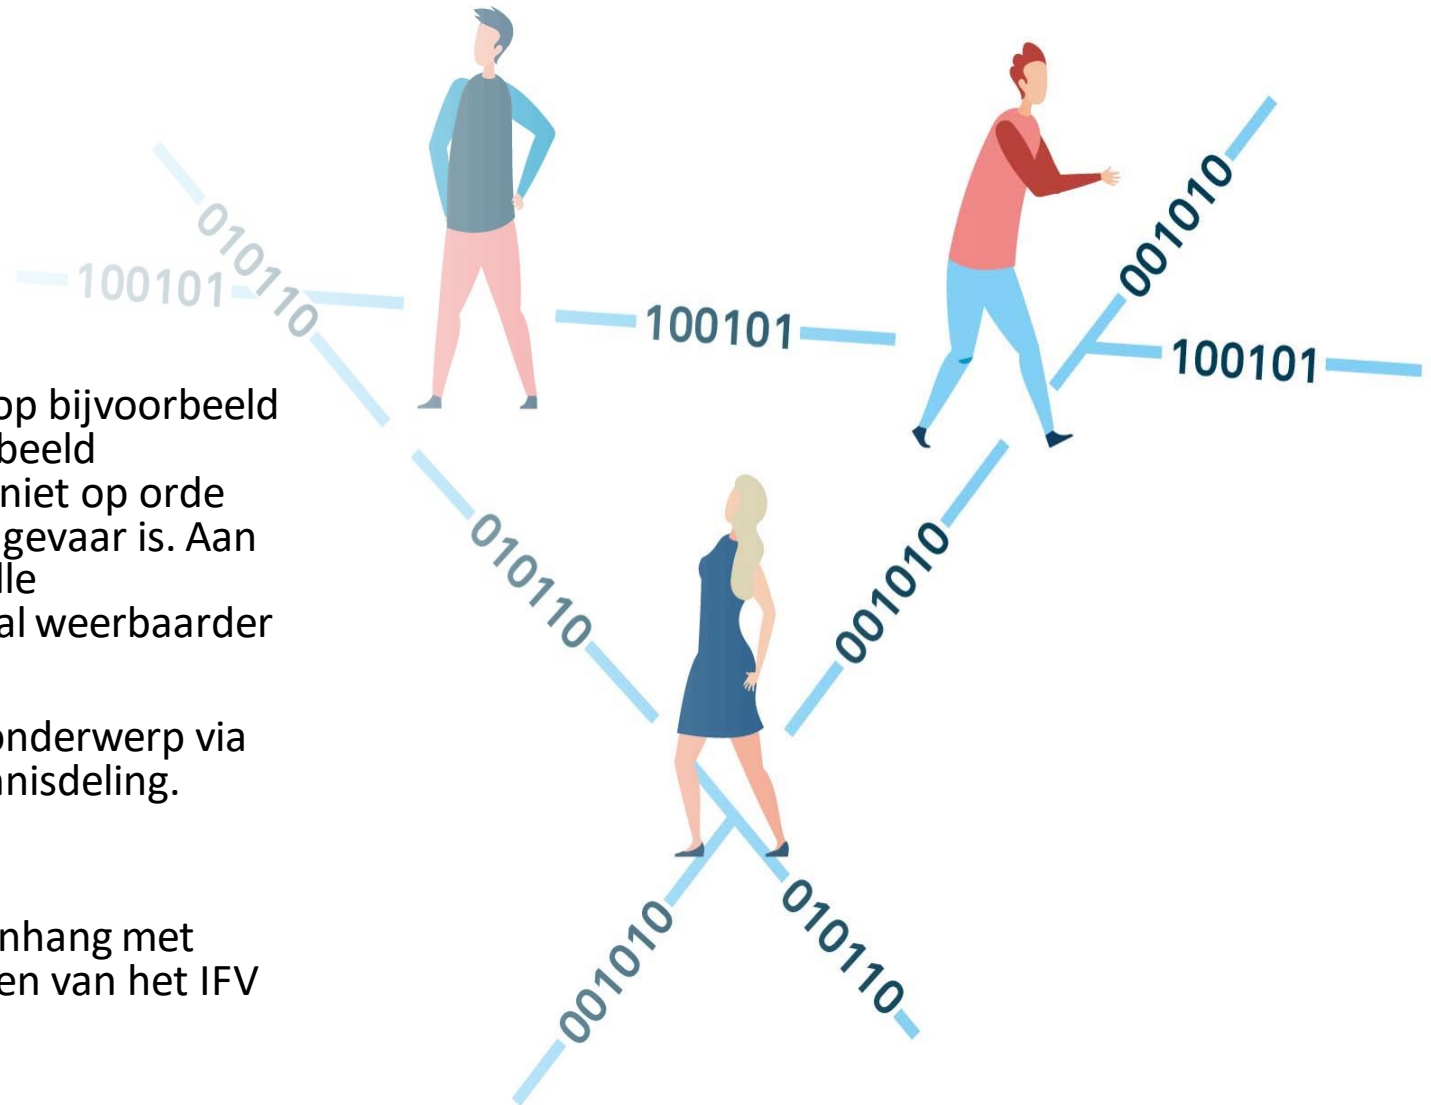 010110
100101
100101
001010
100101
op bijvoorbeeld
beeld
niet op orde
gevaar is. Aan
lle
al weerbaarder
010110
001010
onderwerp via
nnisdeling.
001010
010110
nhang met
en van het IFV